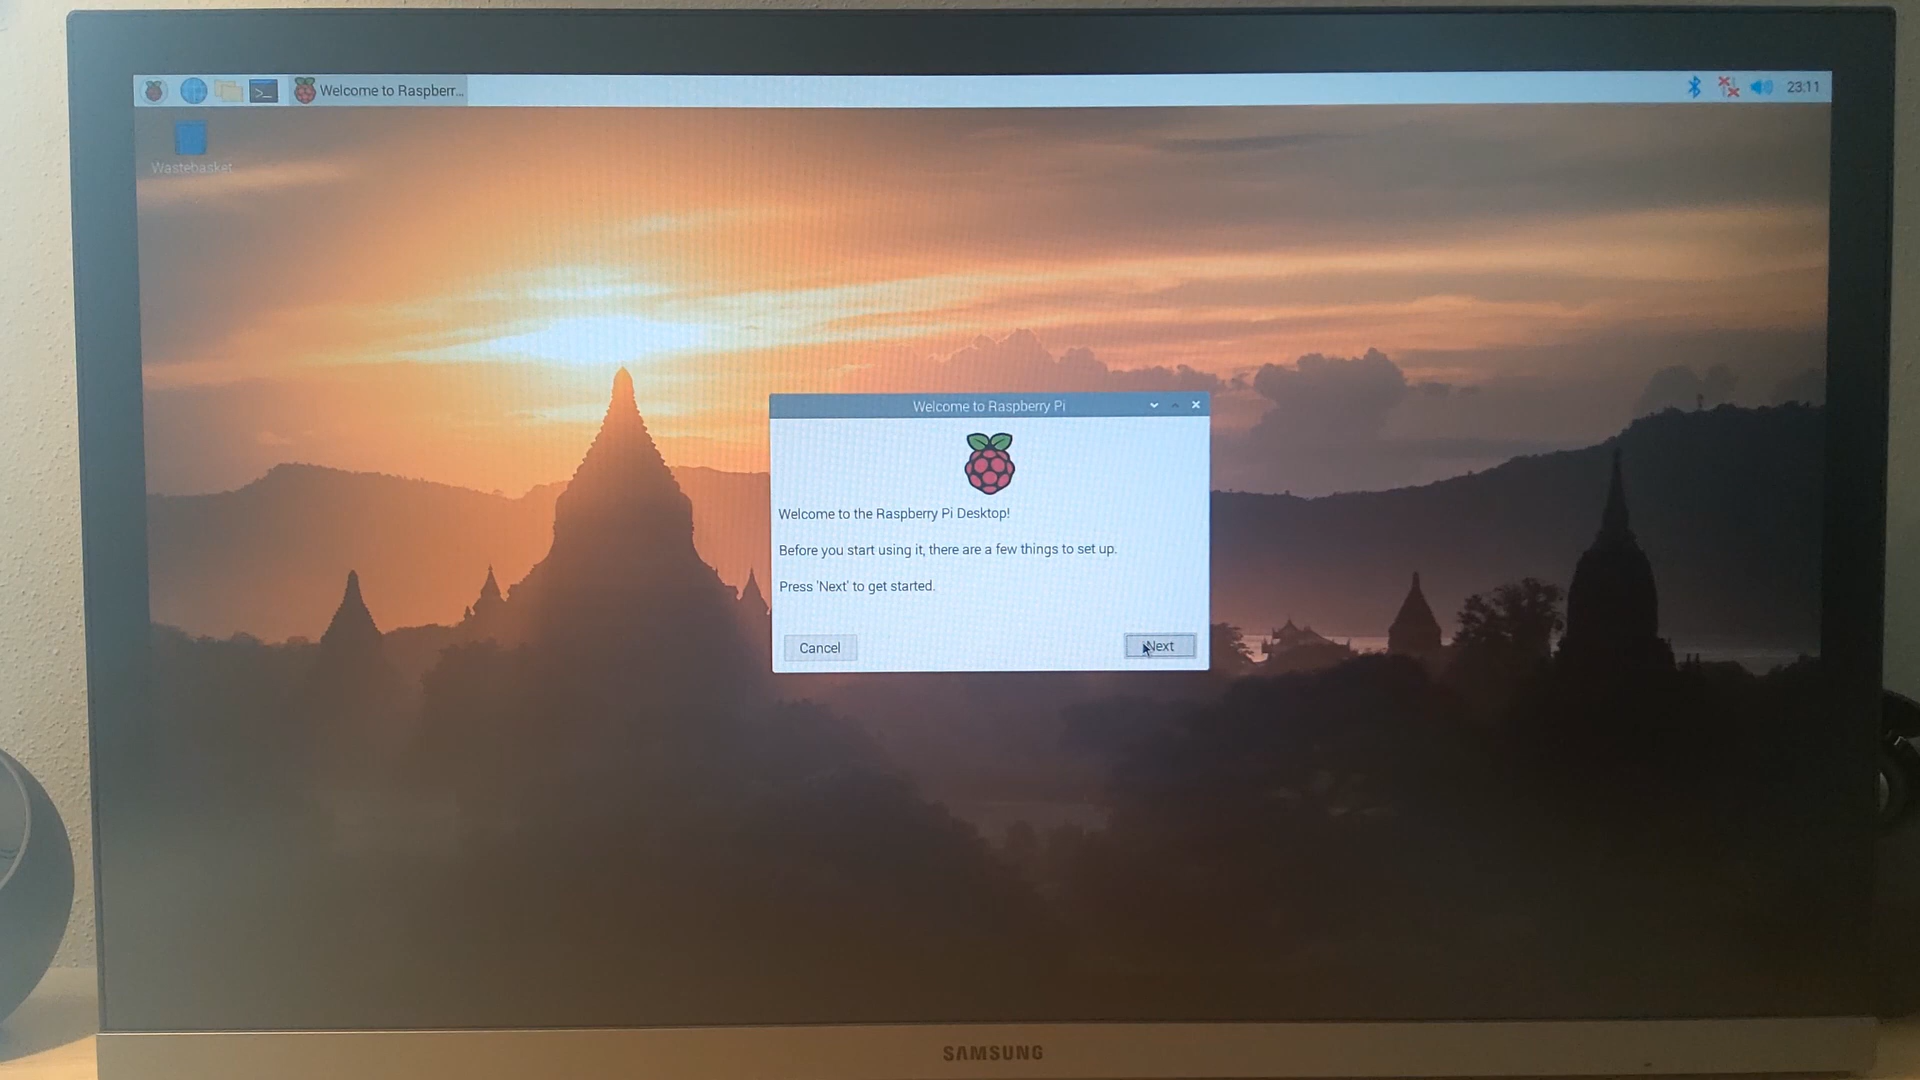 Welcome to Raspberr...
23:11
Wastebasket
Welcome to Raspberry Pi
Welcome to the Raspberry Pi Desktop!
Before you start using it, there are a few things to set up.
Press 'Next' to get started.
Cancel
Next
SAMSUNG